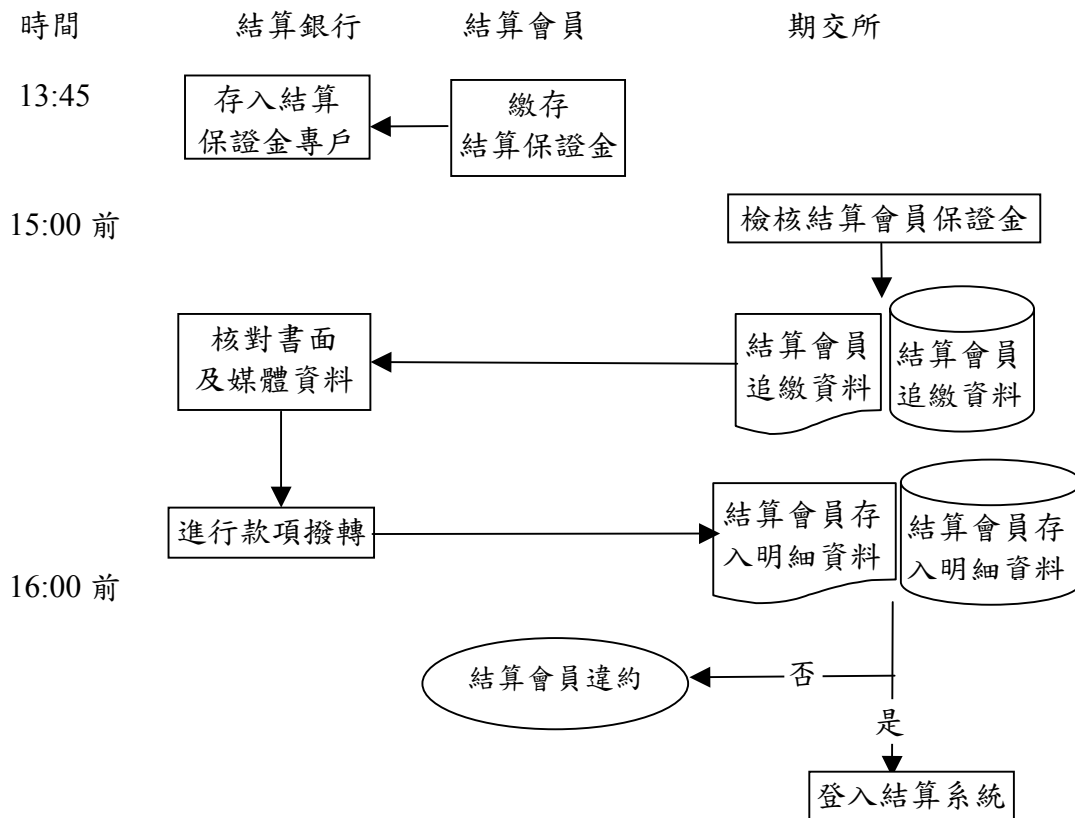 時間
結算銀行
結算會員
期交所
13:45
存入結算
保證金專戶
繳存
結算保證金
15:00 前
檢核結算會員保證金
核對書面
及媒體資料
結算會員
追繳資料
結算會員
追繳資料
進行款項撥轉
結算會員存
入明細資料
結算會員存
入明細資料
16:00 前
結算會員違約
否
是
登入結算系統